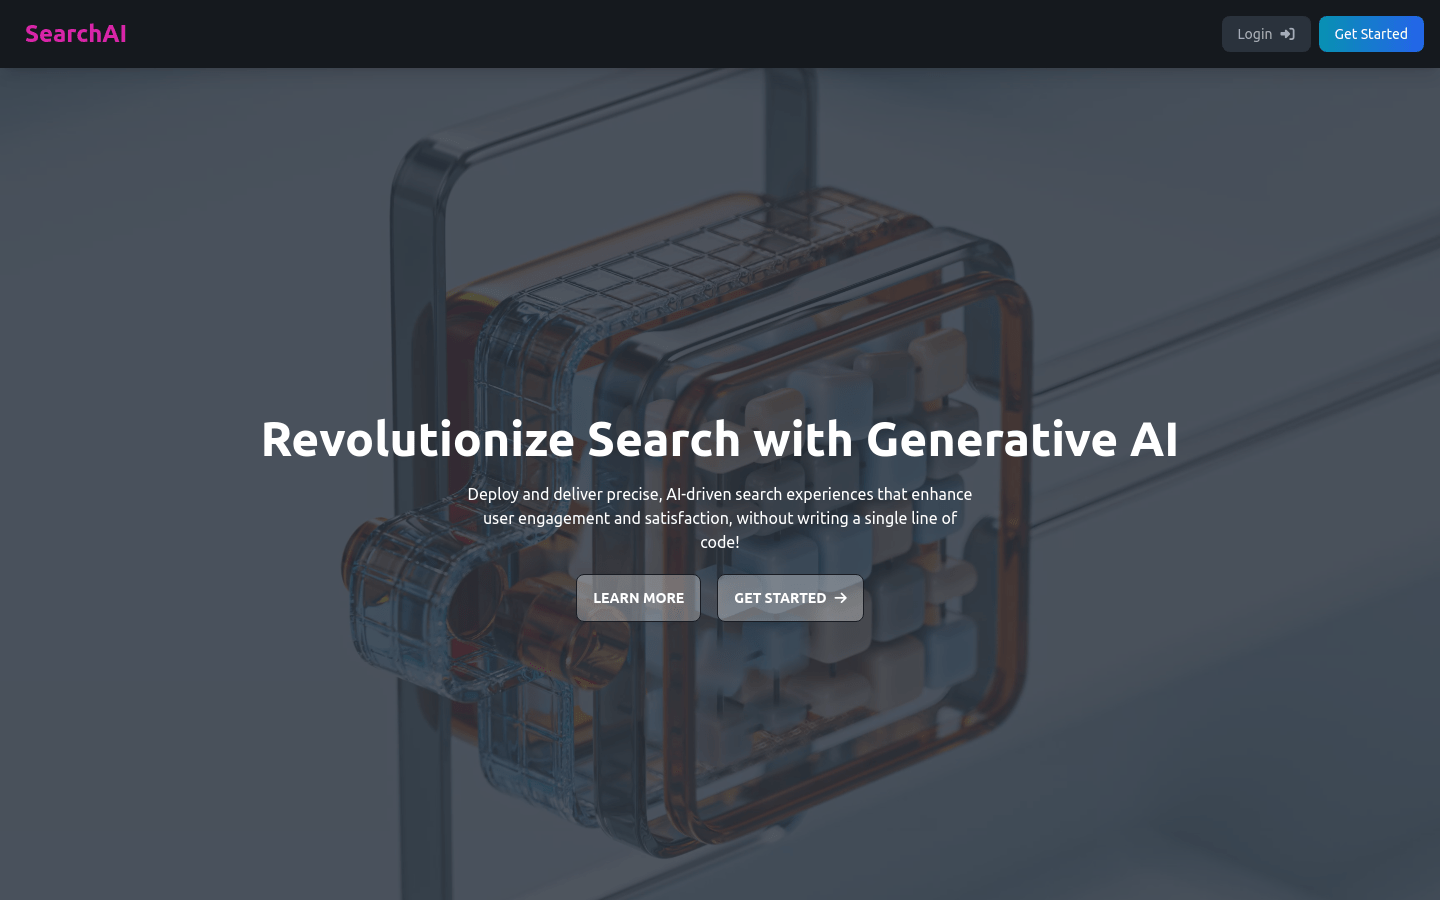 SearchAI
Login
Get Started
Revolutionize Search with Generative AI
Deploy and deliver precise, AI-driven search experiences that enhance
user engagement and satisfaction, without writing a single line of
code!
LEARN MORE
GET STARTED